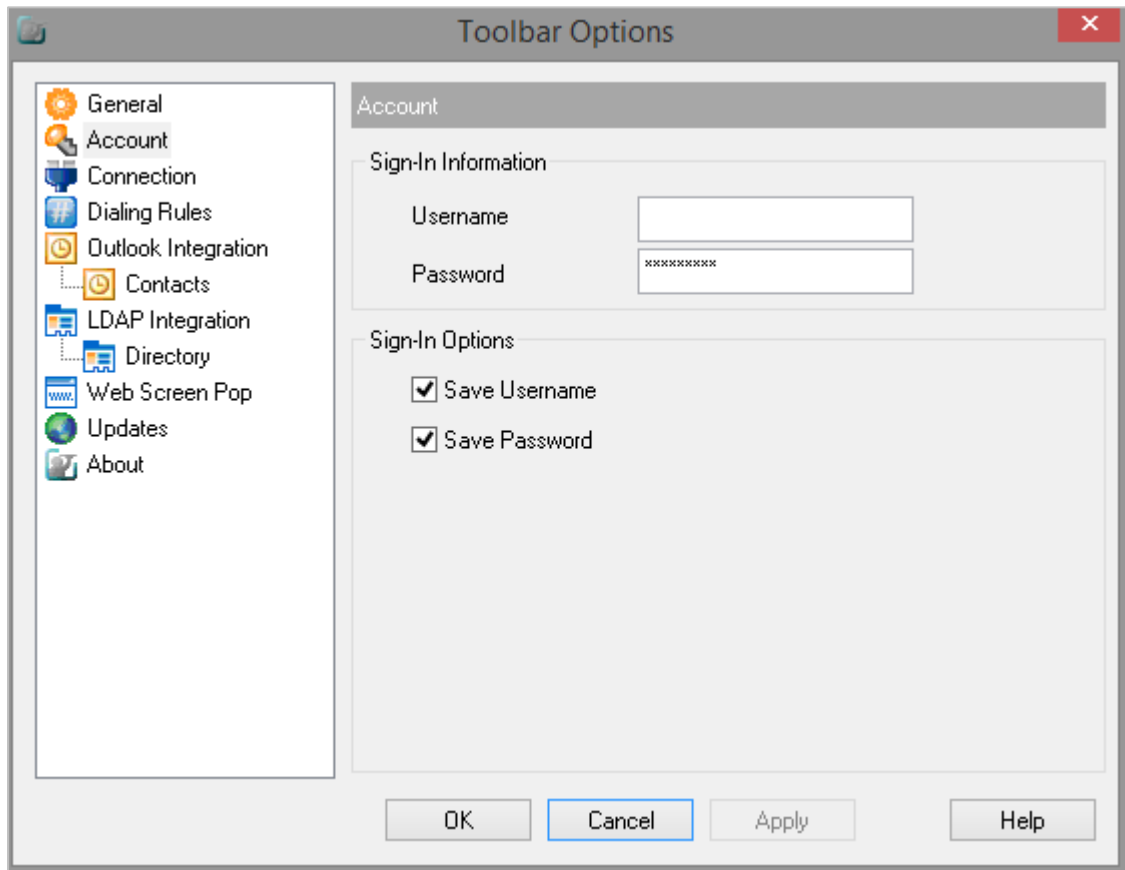 Toolbar Options
General
Account
Connection
Dialing Rules
Outlook Integration
Contacts
LDAP Integration
Directory
www.
Web Screen Pop
Updates
About
Account
Sign-In Information
Username
Password
*********
Sign-In Options
Save Username
Save Password
OK
Cancel
Apply
Help